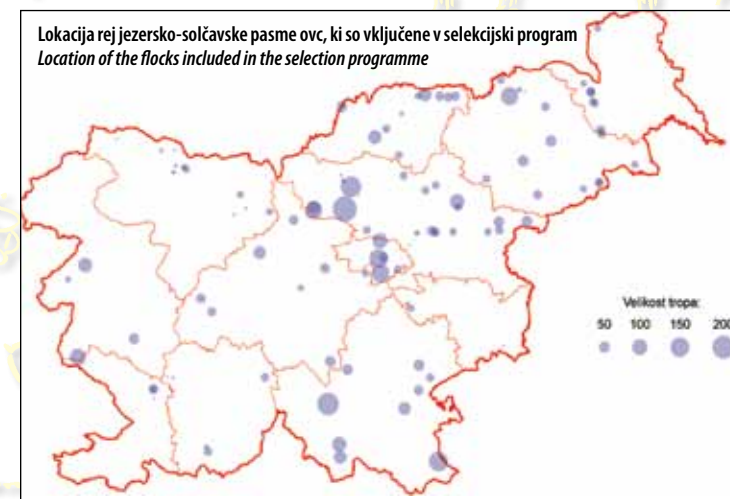 Lokacija rej jezersko-solčavske pasme ovc, ki so vključene v selekcijski program
Location of the flocks included in the selection programme
Velikost tropa:
50 100 150 200